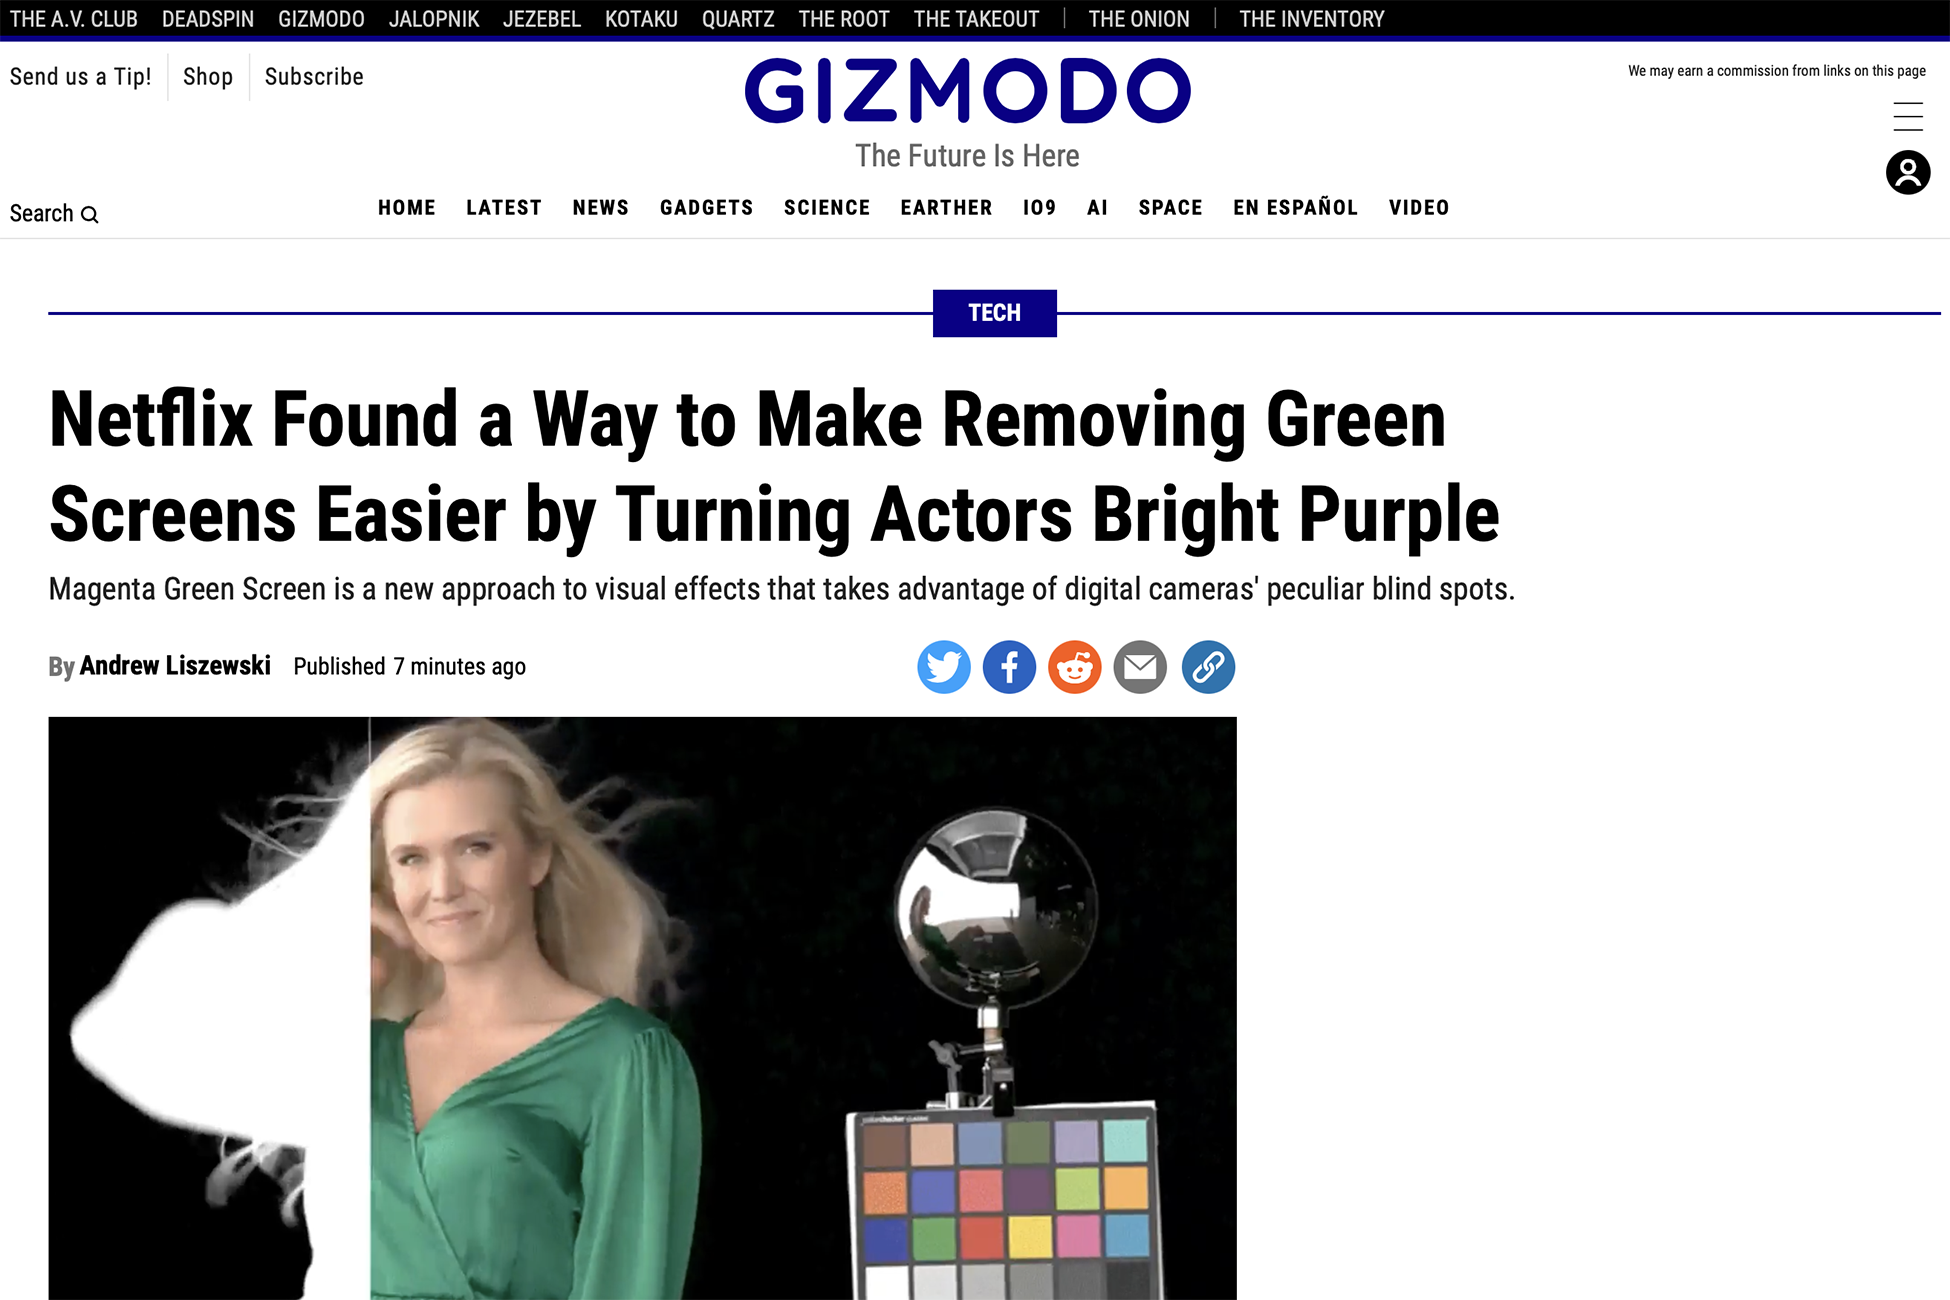 THE A.V. CLUB DEADSPIN GIZMODO JALOPNIK JEZEBEL KOTAKU QUARTZ THE ROOT THE TAKEOUT THE ONION THE INVENTORY
Send us a Tip! Shop Subscribe
GIZMODO
We may earn a commission from links on this page
The Future Is Here
Search
HOME LATEST NEWS GADGETS SCIENCE EARTHER IO9 AI SPACE EN ESPAÑOL VIDEO
TECH
Netflix Found a Way to Make Removing Green
Screens Easier by Turning Actors Bright Purple
Magenta Green Screen is a new approach to visual effects that takes advantage of digital cameras' peculiar blind spots.
By Andrew Liszewski Published 7 minutes ago